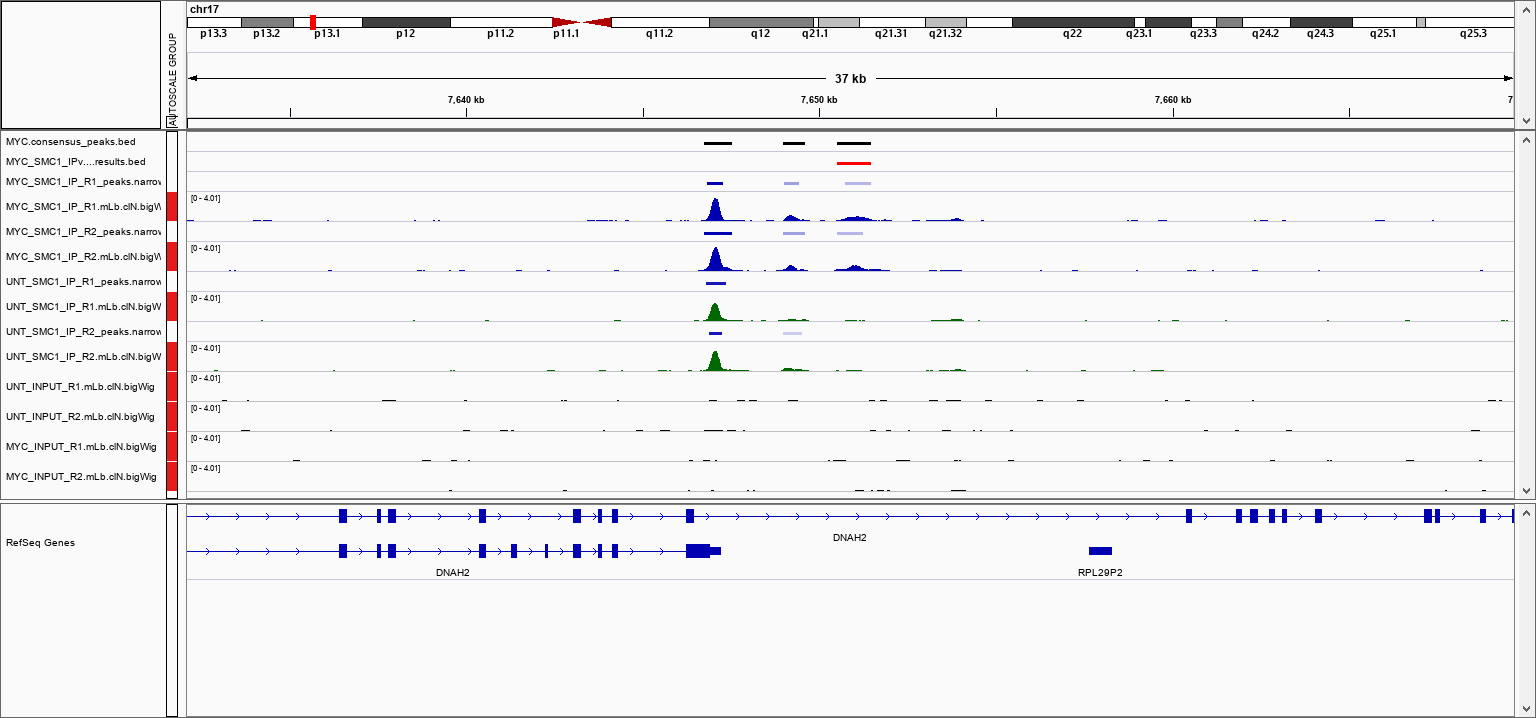 chr17
p13.3 p13.2 p13.1 p12 p11.2 p11.1 q11.2 q12 q21.1 q21.31 q21.32 q22 q23.1 q23.3 q24.2 q24.3 q25.1 q25.3
AUTOSCALE GROUP
37 kb
7,640 kb 7,650 kb 7,660 kb 7
MYC.consensus_peaks.bed
MYC_SMC1_IPv....results.bed
MYC_SMC1_IP_R1_peaks.narrov
MYC_SMC1_IP_R1.mLb.clN.bigW [0 - 4.01]
MYC_SMC1_IP_R2_peaks.narrov
MYC_SMC1_IP_R2.mLb.clN.bigW [0 - 4.01]
UNT_SMC1_IP_R1_peaks.narrov
UNT_SMC1_IP_R1.mLb.clN.bigW [0 - 4.01]
UNT_SMC1_IP_R2_peaks.narrov
UNT_SMC1_IP_R2.mLb.clN.bigW [0 - 4.01]
UNT_INPUT_R1.mLb.clN.bigWig [0 - 4.01]
UNT_INPUT_R2.mLb.clN.bigWig [0 - 4.01]
MYC_INPUT_R1.mLb.clN.bigWig [0 - 4.01]
MYC_INPUT_R2.mLb.clN.bigWig [0 - 4.01]
RefSeq Genes
DNAH2
DNAH2 RPL29P2